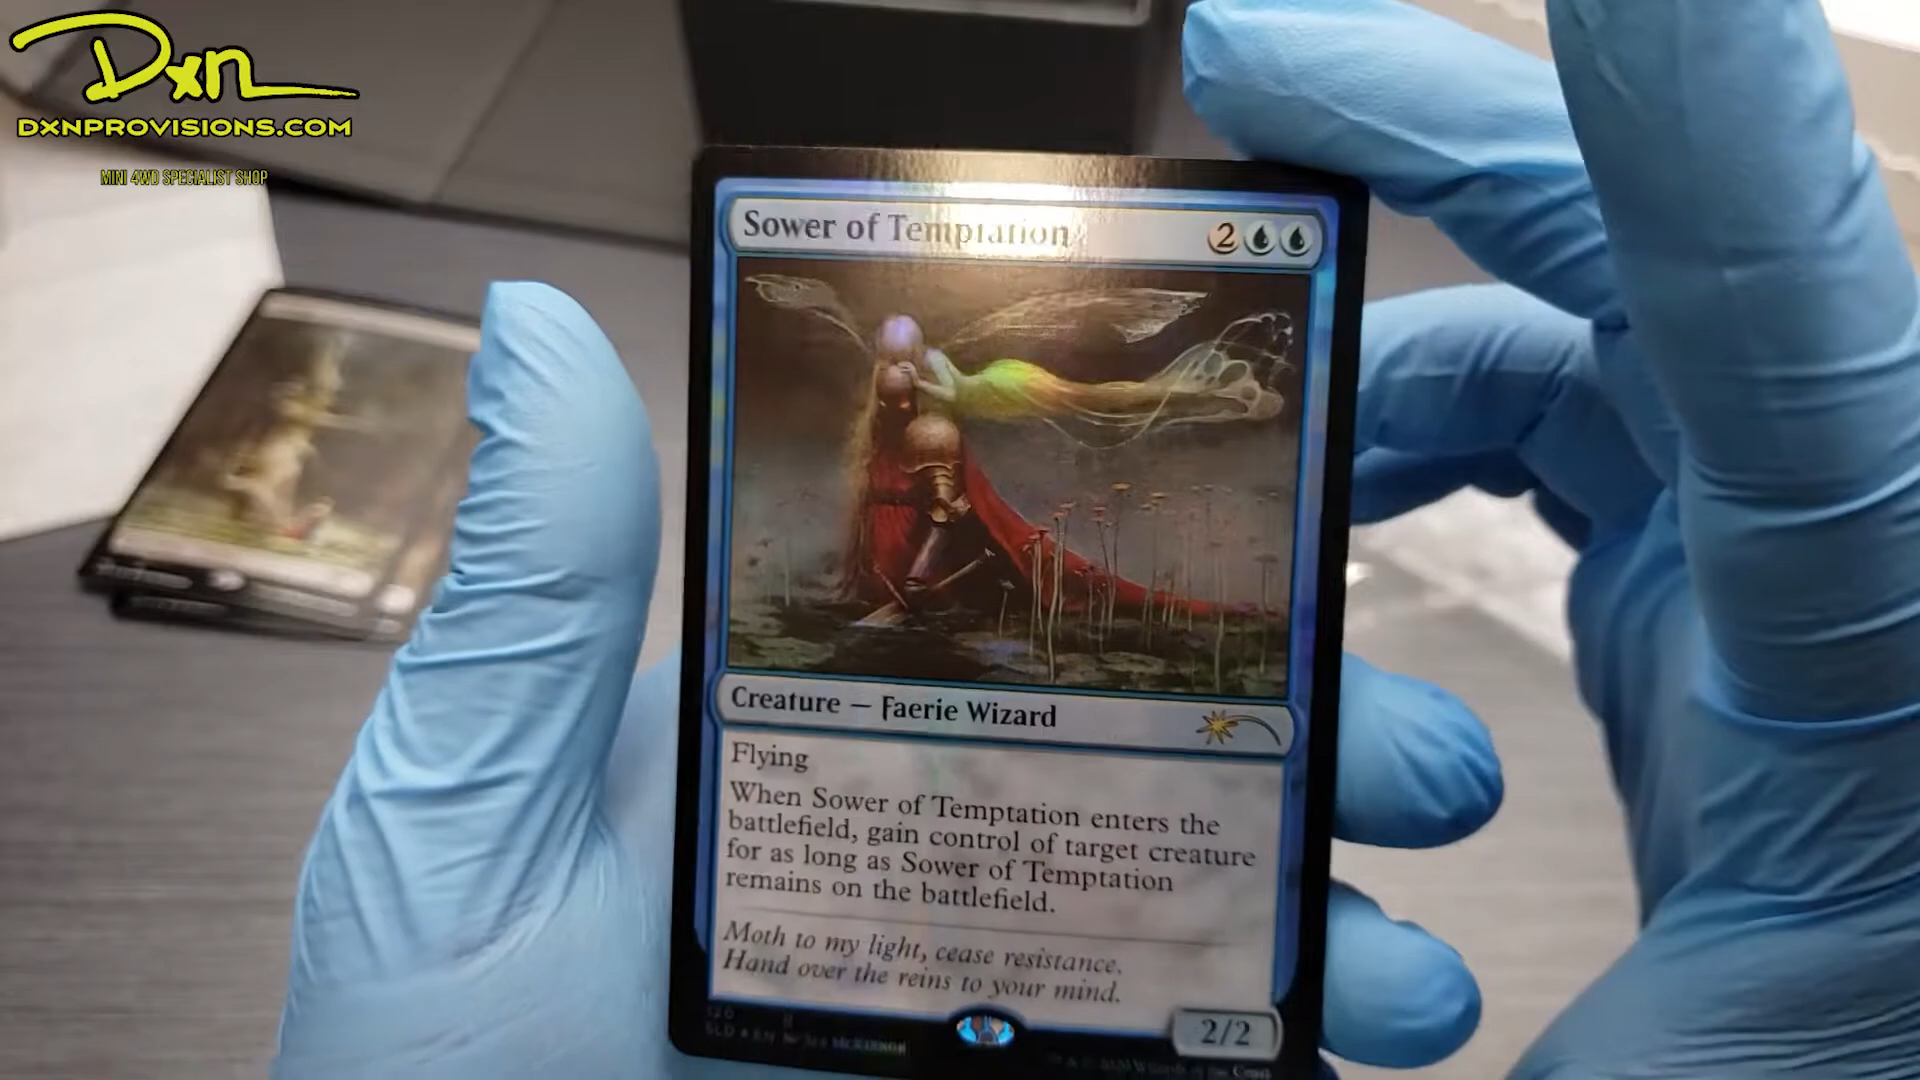 Dxn
DXNPROVISIONS.COM
MINI 4WD SPECIALIST SHOP
Sower of Temptation 2
Creature — Faerie Wizard
Flying
When Sower of Temptation enters the
battlefield, gain control of target creature
for as long as Sower of Temptation
remains on the battlefield.
Moth to my light, cease resistance.
Hand over the reins to your mind.
2/2
120 R
SLD EN